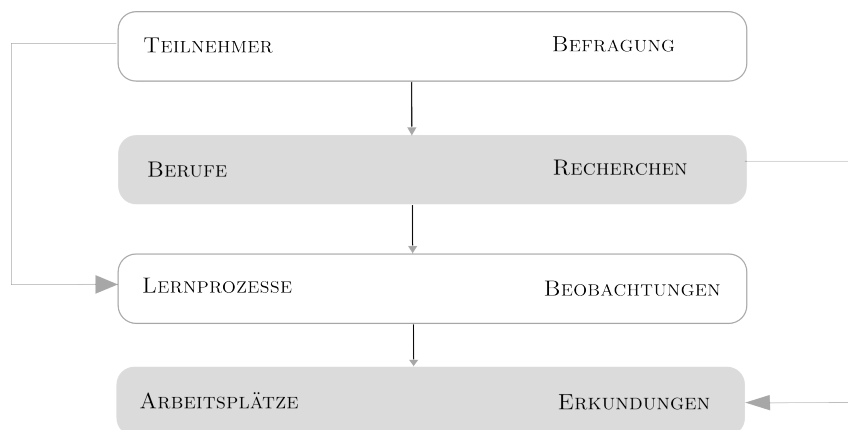 Teilnehmer Befragung
Berufe Recherchen
Lernprozesse Beobachtungen
Arbeitsplätze Erkundungen